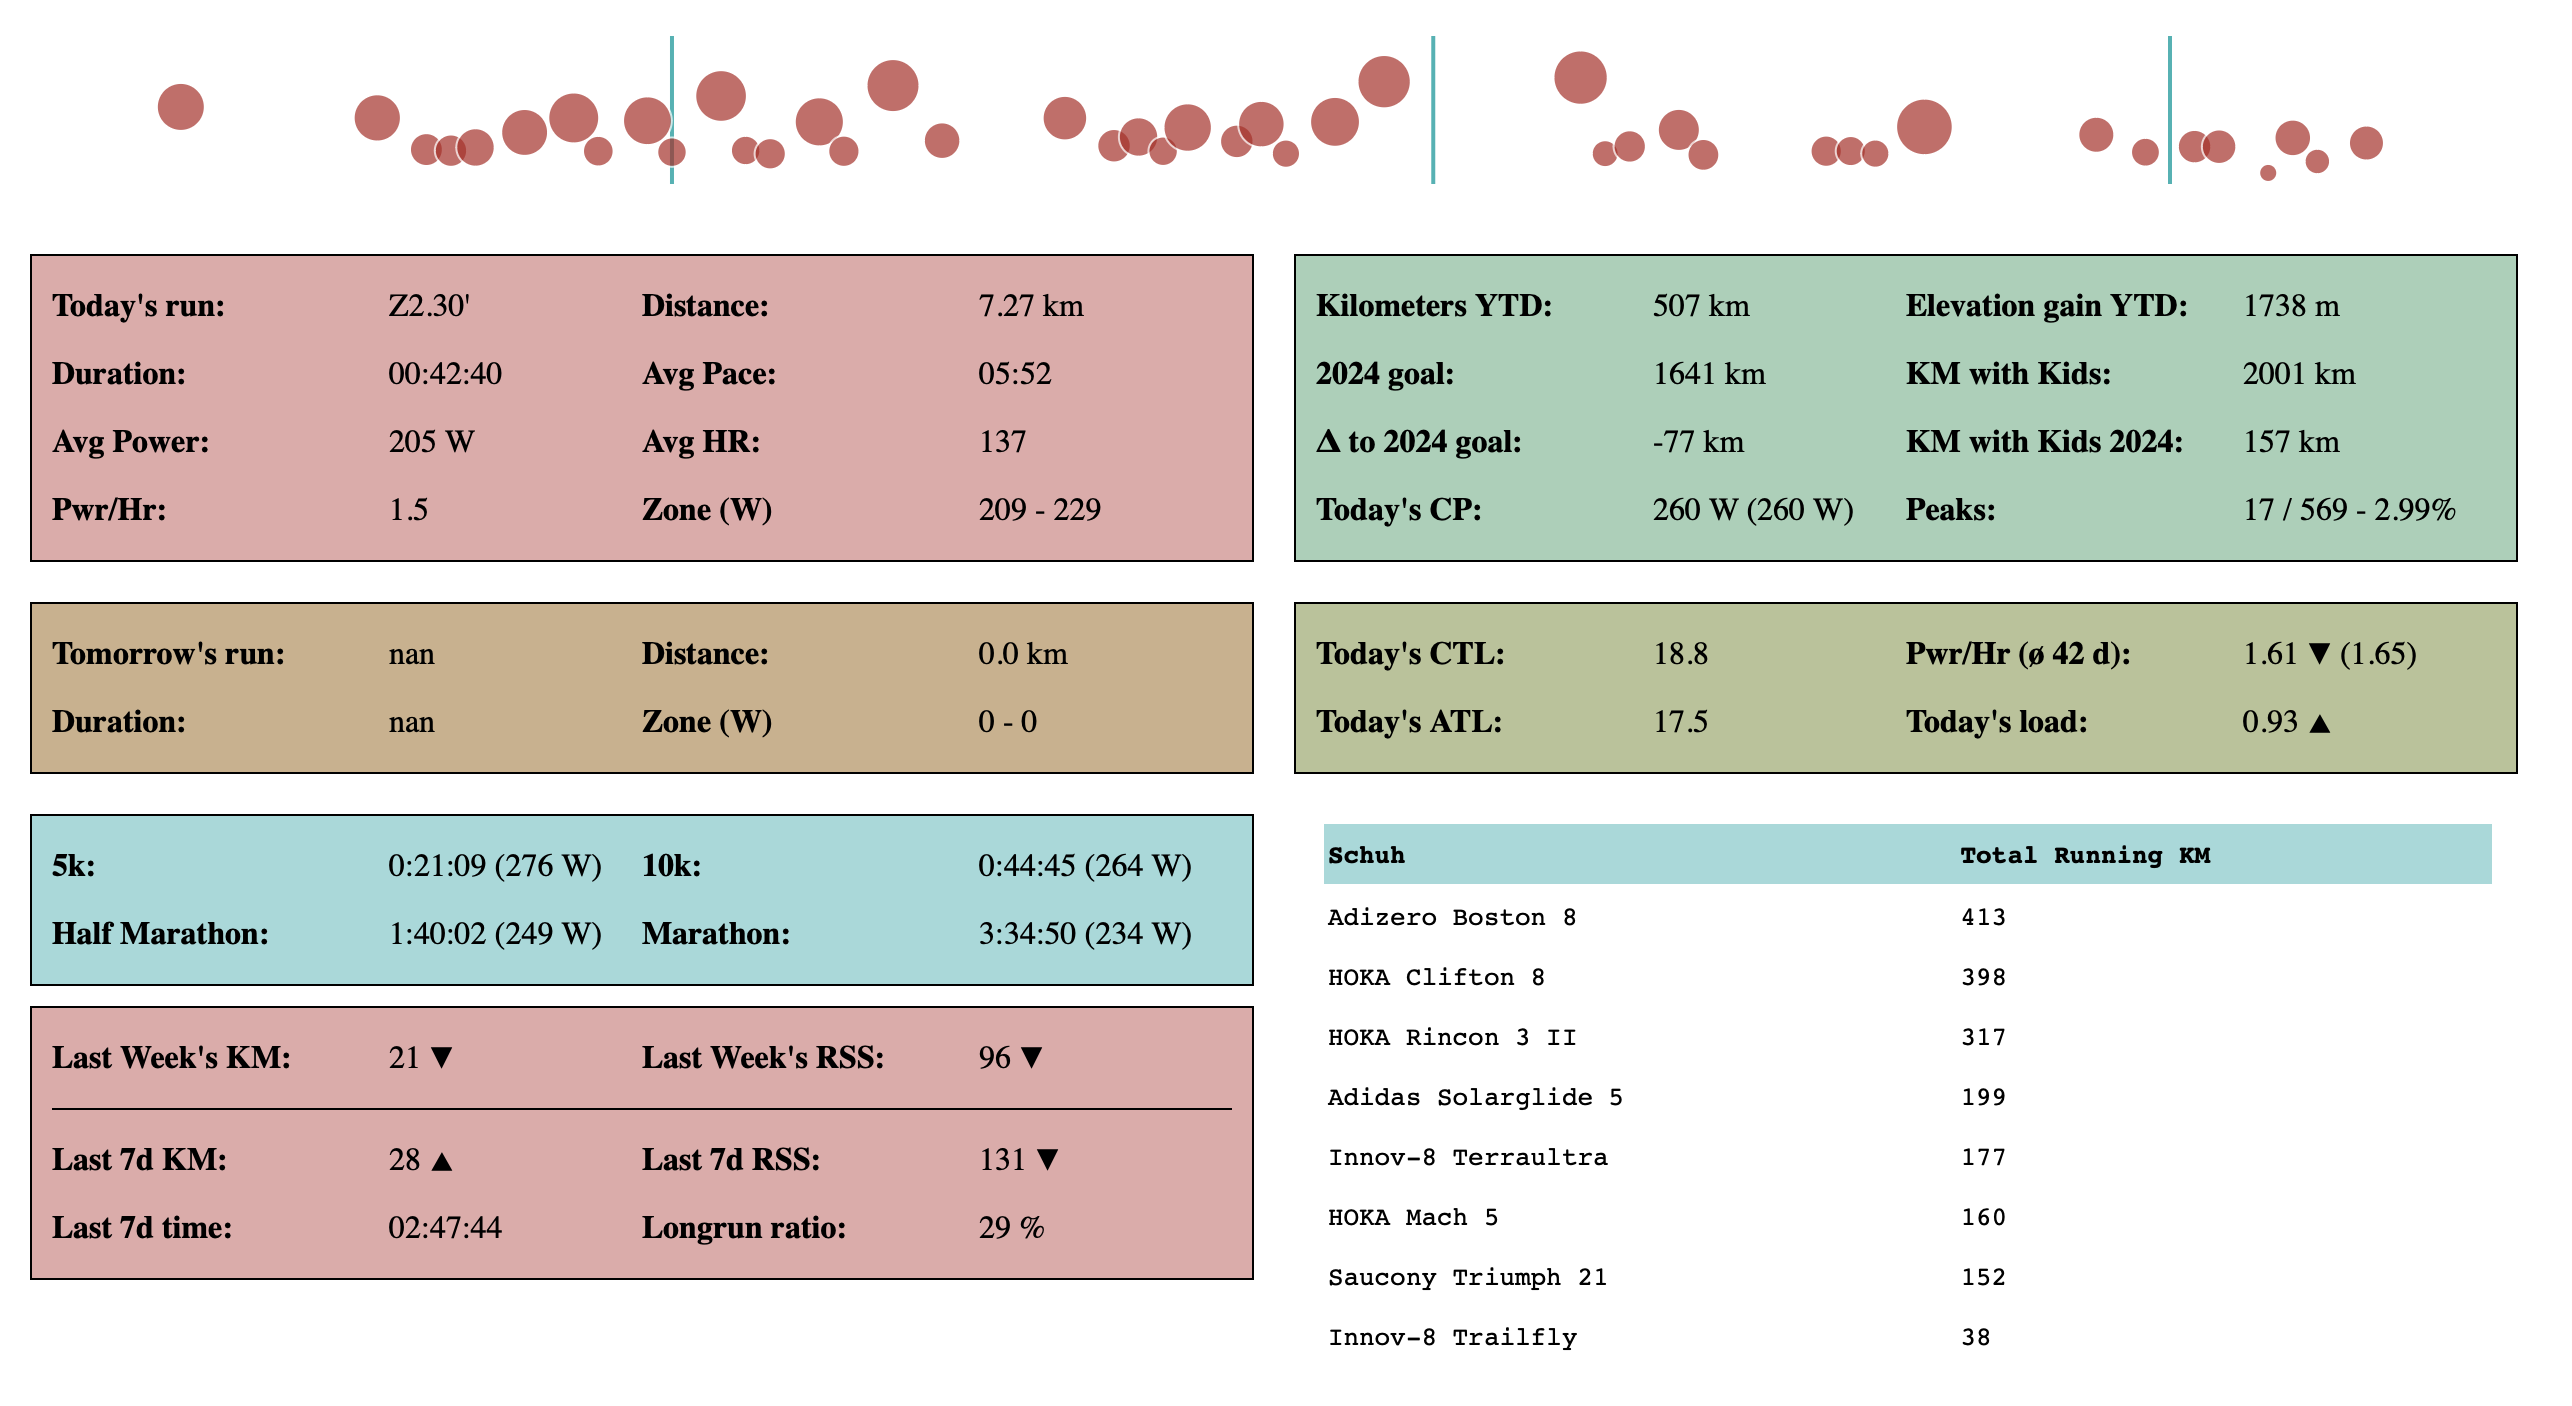 Today's run: Z2.30' Distance: 7.27 km
Duration: 00:42:40 Avg Pace: 05:52
Avg Power: 205 W Avg HR: 137
Pwr/Hr: 1.5 Zone (W) 209 - 229
Kilometers YTD: 507 km Elevation gain YTD: 1738 m
2024 goal: 1641 km KM with Kids: 2001 km
Δ to 2024 goal: -77 km KM with Kids 2024: 157 km
Today's CP: 260 W (260 W) Peaks: 17 / 569 - 2.99%
Tomorrow's run: nan Distance: 0.0 km
Duration: nan Zone (W) 0 - 0
Today's CTL: 18.8 Pwr/Hr (ø 42 d): 1.61 ▼ (1.65)
Today's ATL: 17.5 Today's load: 0.93 ▲
5k: 0:21:09 (276 W) 10k: 0:44:45 (264 W)
Half Marathon: 1:40:02 (249 W) Marathon: 3:34:50 (234 W)
Last Week's KM: 21 ▼ Last Week's RSS: 96 ▼
Last 7d KM: 28 ▲ Last 7d RSS: 131 ▼
Last 7d time: 02:47:44 Longrun ratio: 29 %
Schuh Total Running KM
Adizero Boston 8 413
HOKA Clifton 8 398
HOKA Rincon 3 II 317
Adidas Solarglide 5 199
Innov-8 Terraultra 177
HOKA Mach 5 160
Saucony Triumph 21 152
Innov-8 Trailfly 38